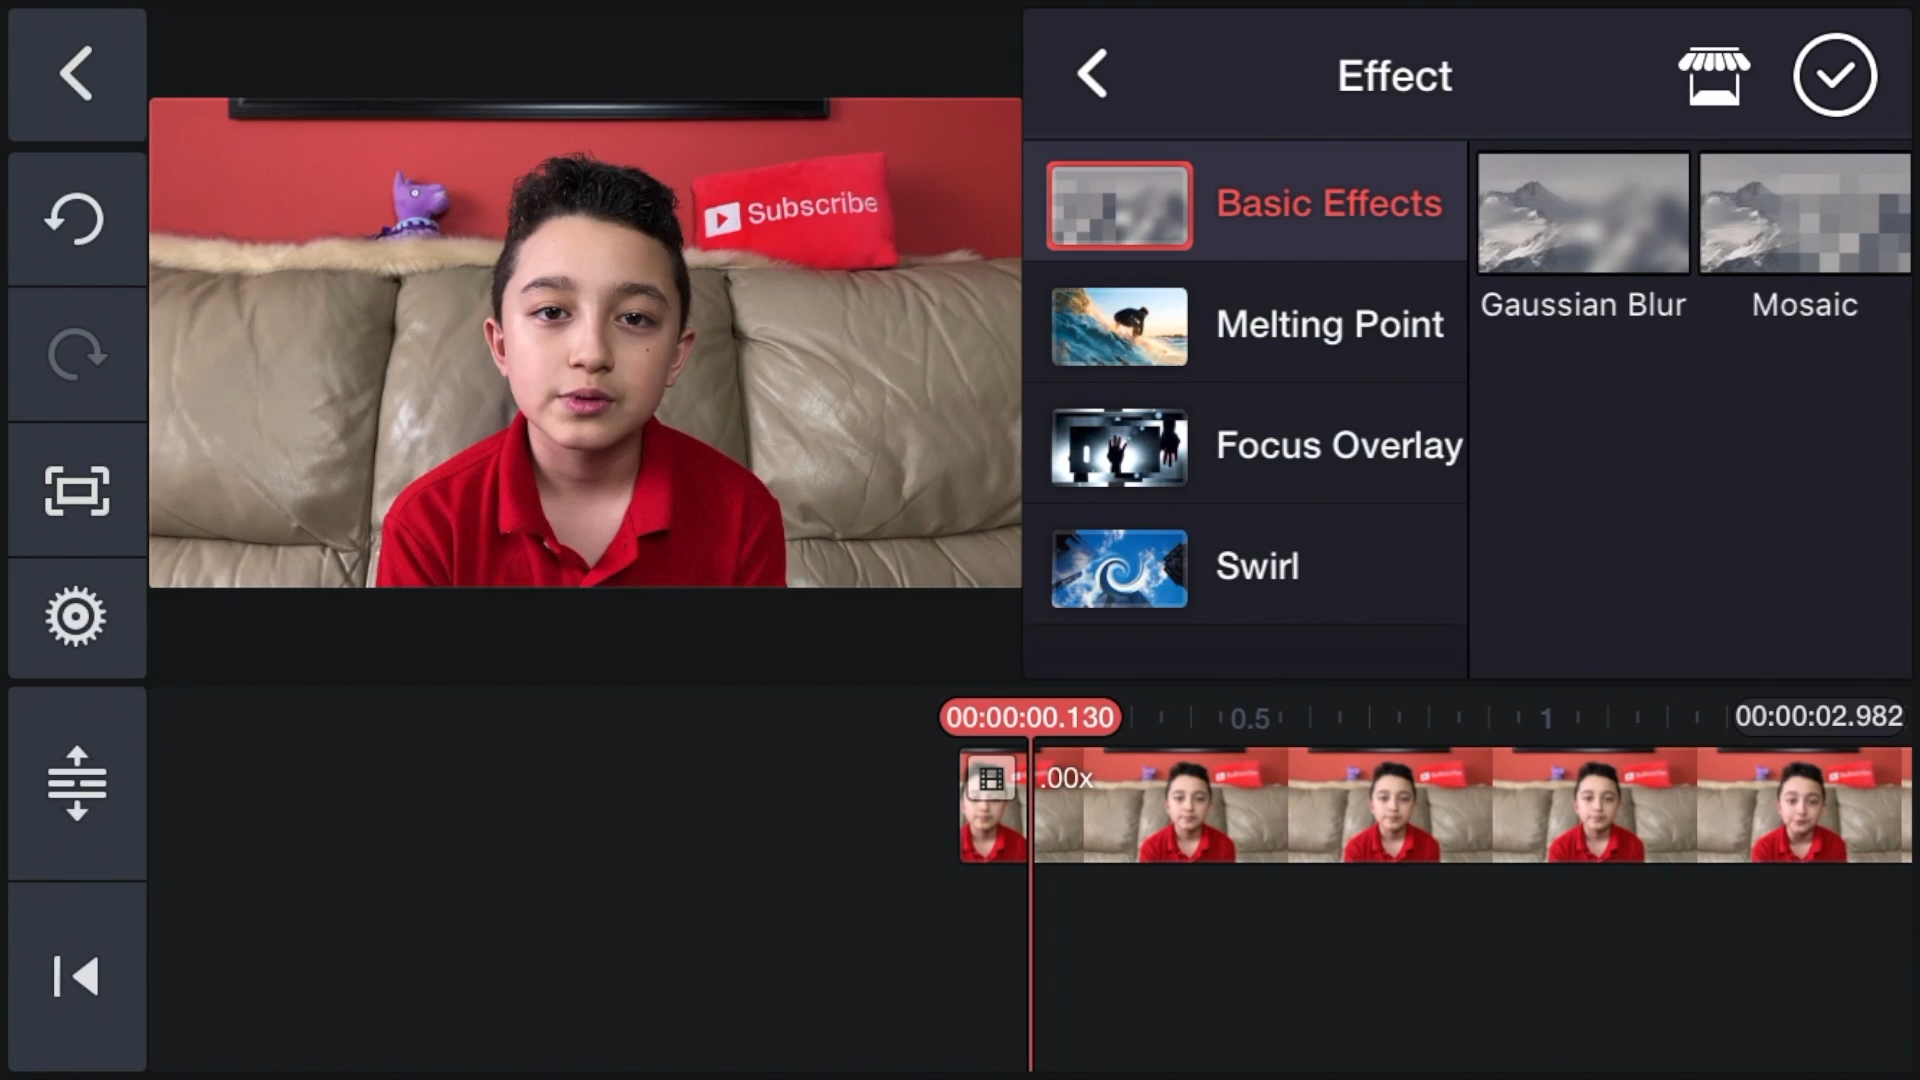 Effect
Subscribe
Basic Effects
Melting Point
Focus Overlay
Swirl
Gaussian Blur
Mosaic
00:00:00.130
0.5
1
00:00:02.982
.00x